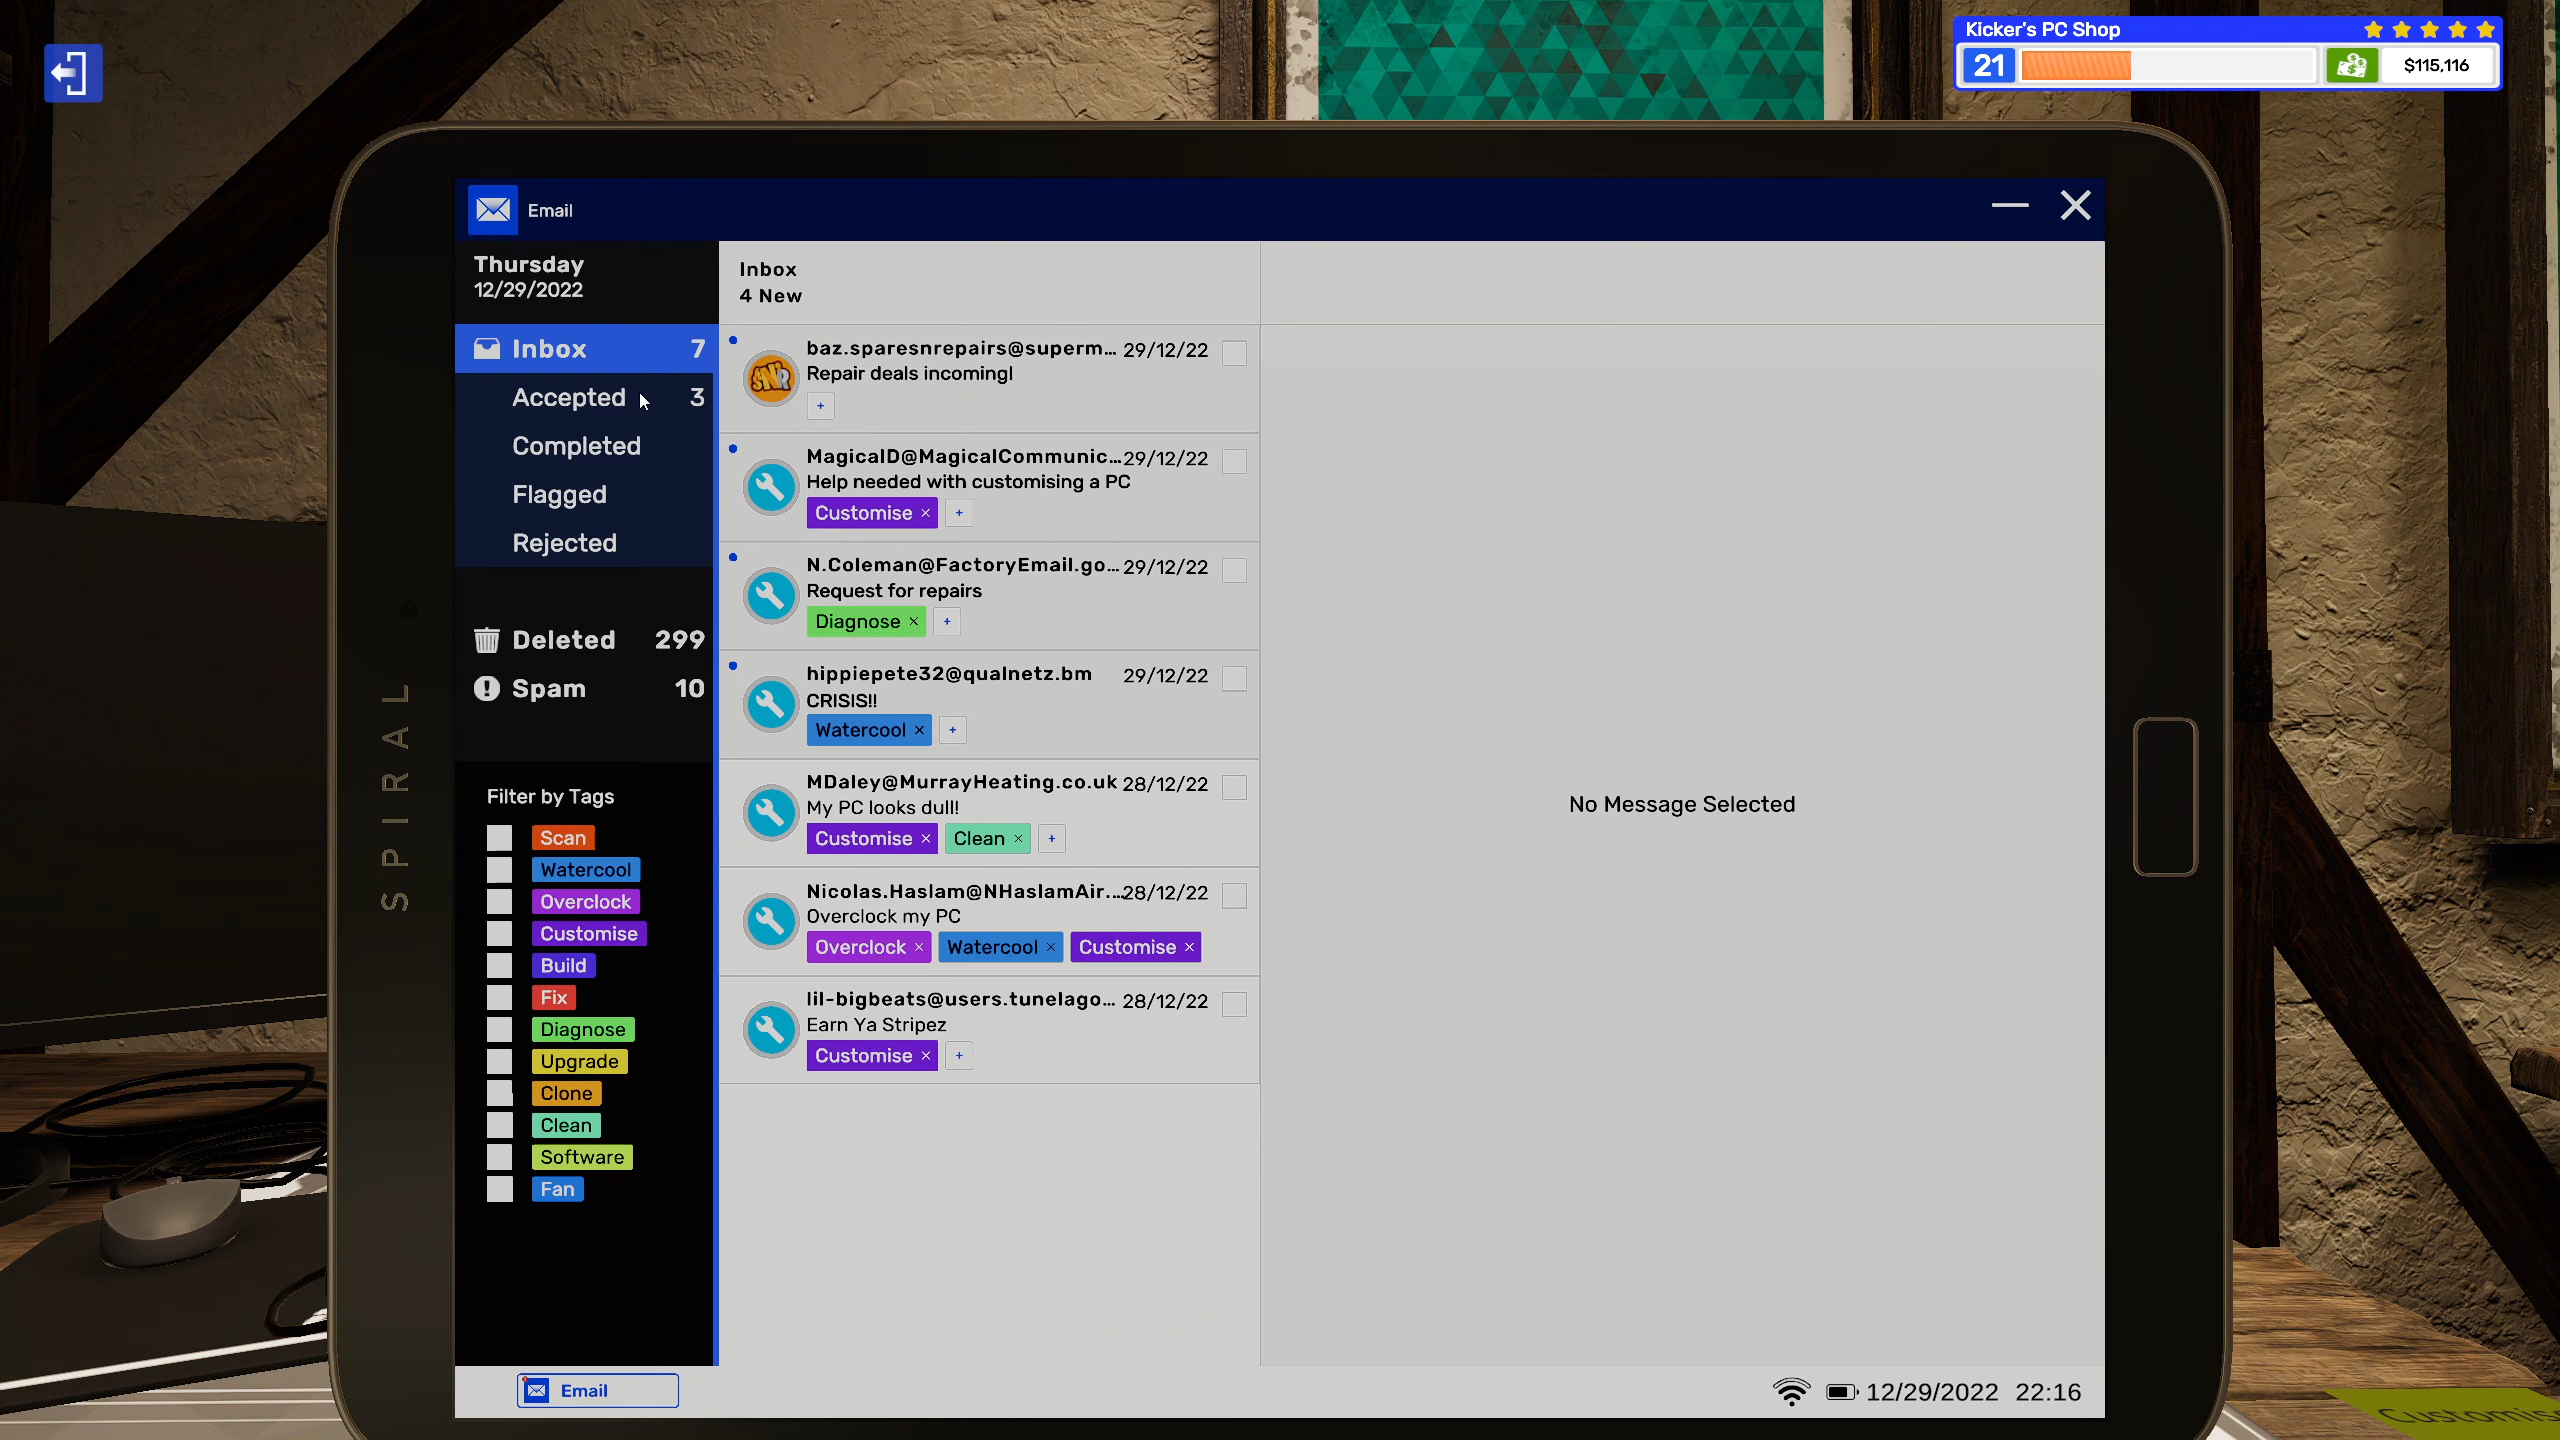 Kicker's PC Shop
21
$115,116
Email
Thursday
12/29/2022
Inbox 7
Accepted 3
Completed
Flagged
Rejected
Deleted 299
Spam 10
Filter by Tags
Scan
Watercool
Overclock
Customise
Build
Fix
Diagnose
Upgrade
Clone
Clean
Software
Fan
Inbox
4 New
baz.sparesnrepairs@superm... 29/12/22
Repair deals incoming!
+
MagicalD@MagicalCommunic... 29/12/22
Help needed with customising a PC
Customise × +
N.Coleman@FactoryEmail.go... 29/12/22
Request for repairs
Diagnose × +
hippiepete32@qualnetz.bm 29/12/22
CRISIS!!
Watercool × +
MDaley@MurrayHeating.co.uk 28/12/22
My PC looks dull!
Customise × Clean × +
Nicolas.Haslam@NHaslamAir.... 28/12/22
Overclock my PC
Overclock × Watercool × Customise ×
lil-bigbeats@users.tunelago... 28/12/22
Earn Ya Stripez
Customise × +
No Message Selected
SPIRAL
Email
12/29/2022 22:16